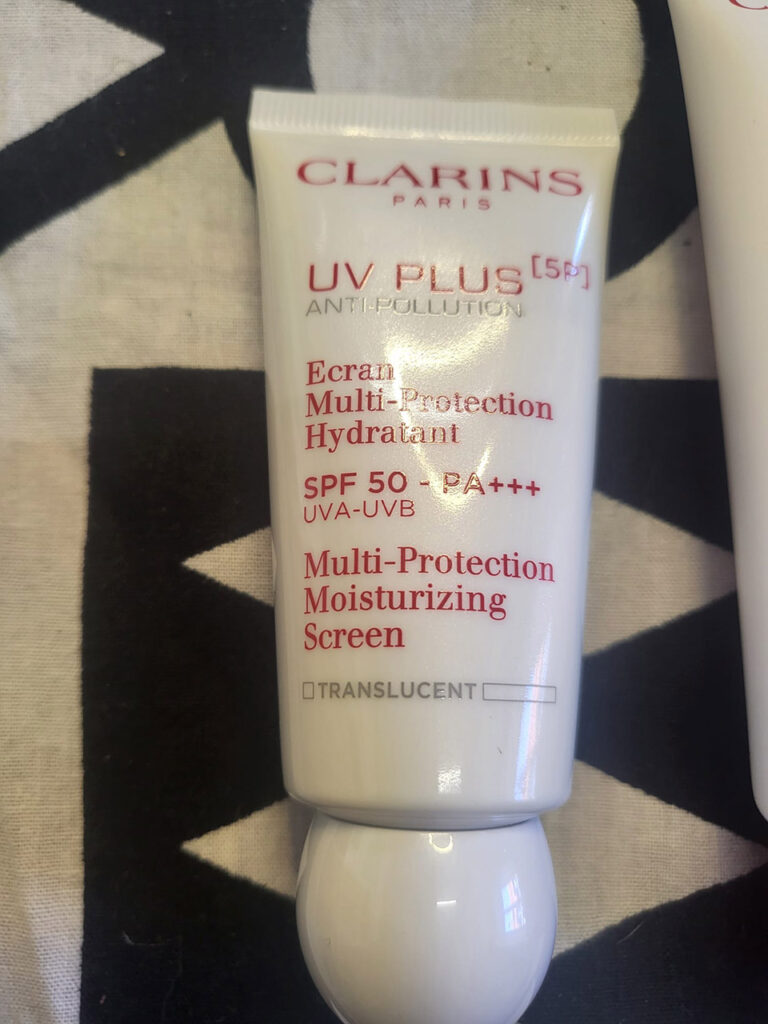 CLARINS
PARIS
UV PLUS [5P]
ANTI-POLLUTION
Ecran
Multi-Protection
Hydratant
SPF 50 - PA+++
UVA-UVB
Multi-Protection
Moisturizing
Screen
TRANSLUCENT